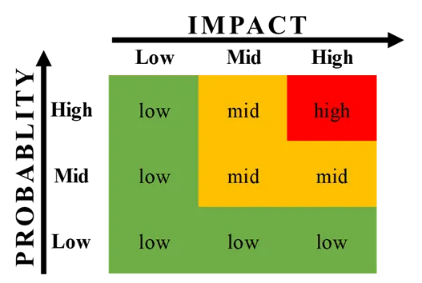 IMPACT
Low Mid High
PROBABLITY
High low mid high
Mid low mid mid
Low low low low